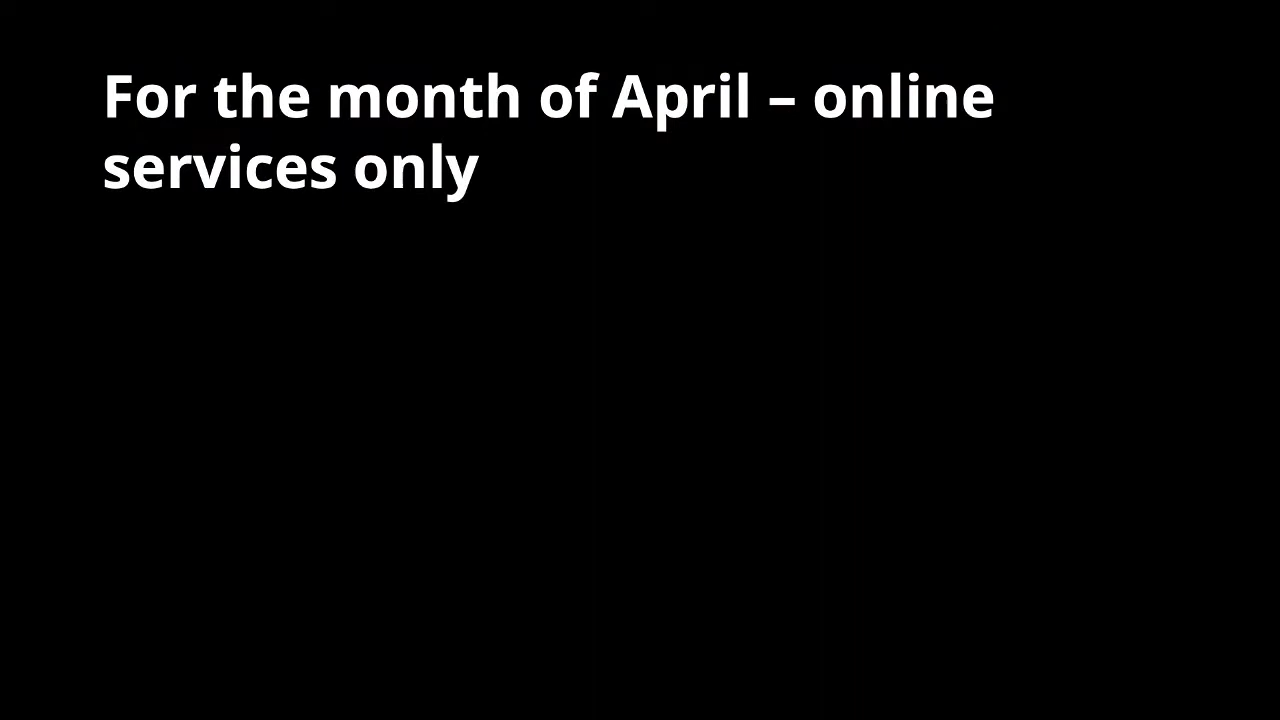 For the month of April – online
services only